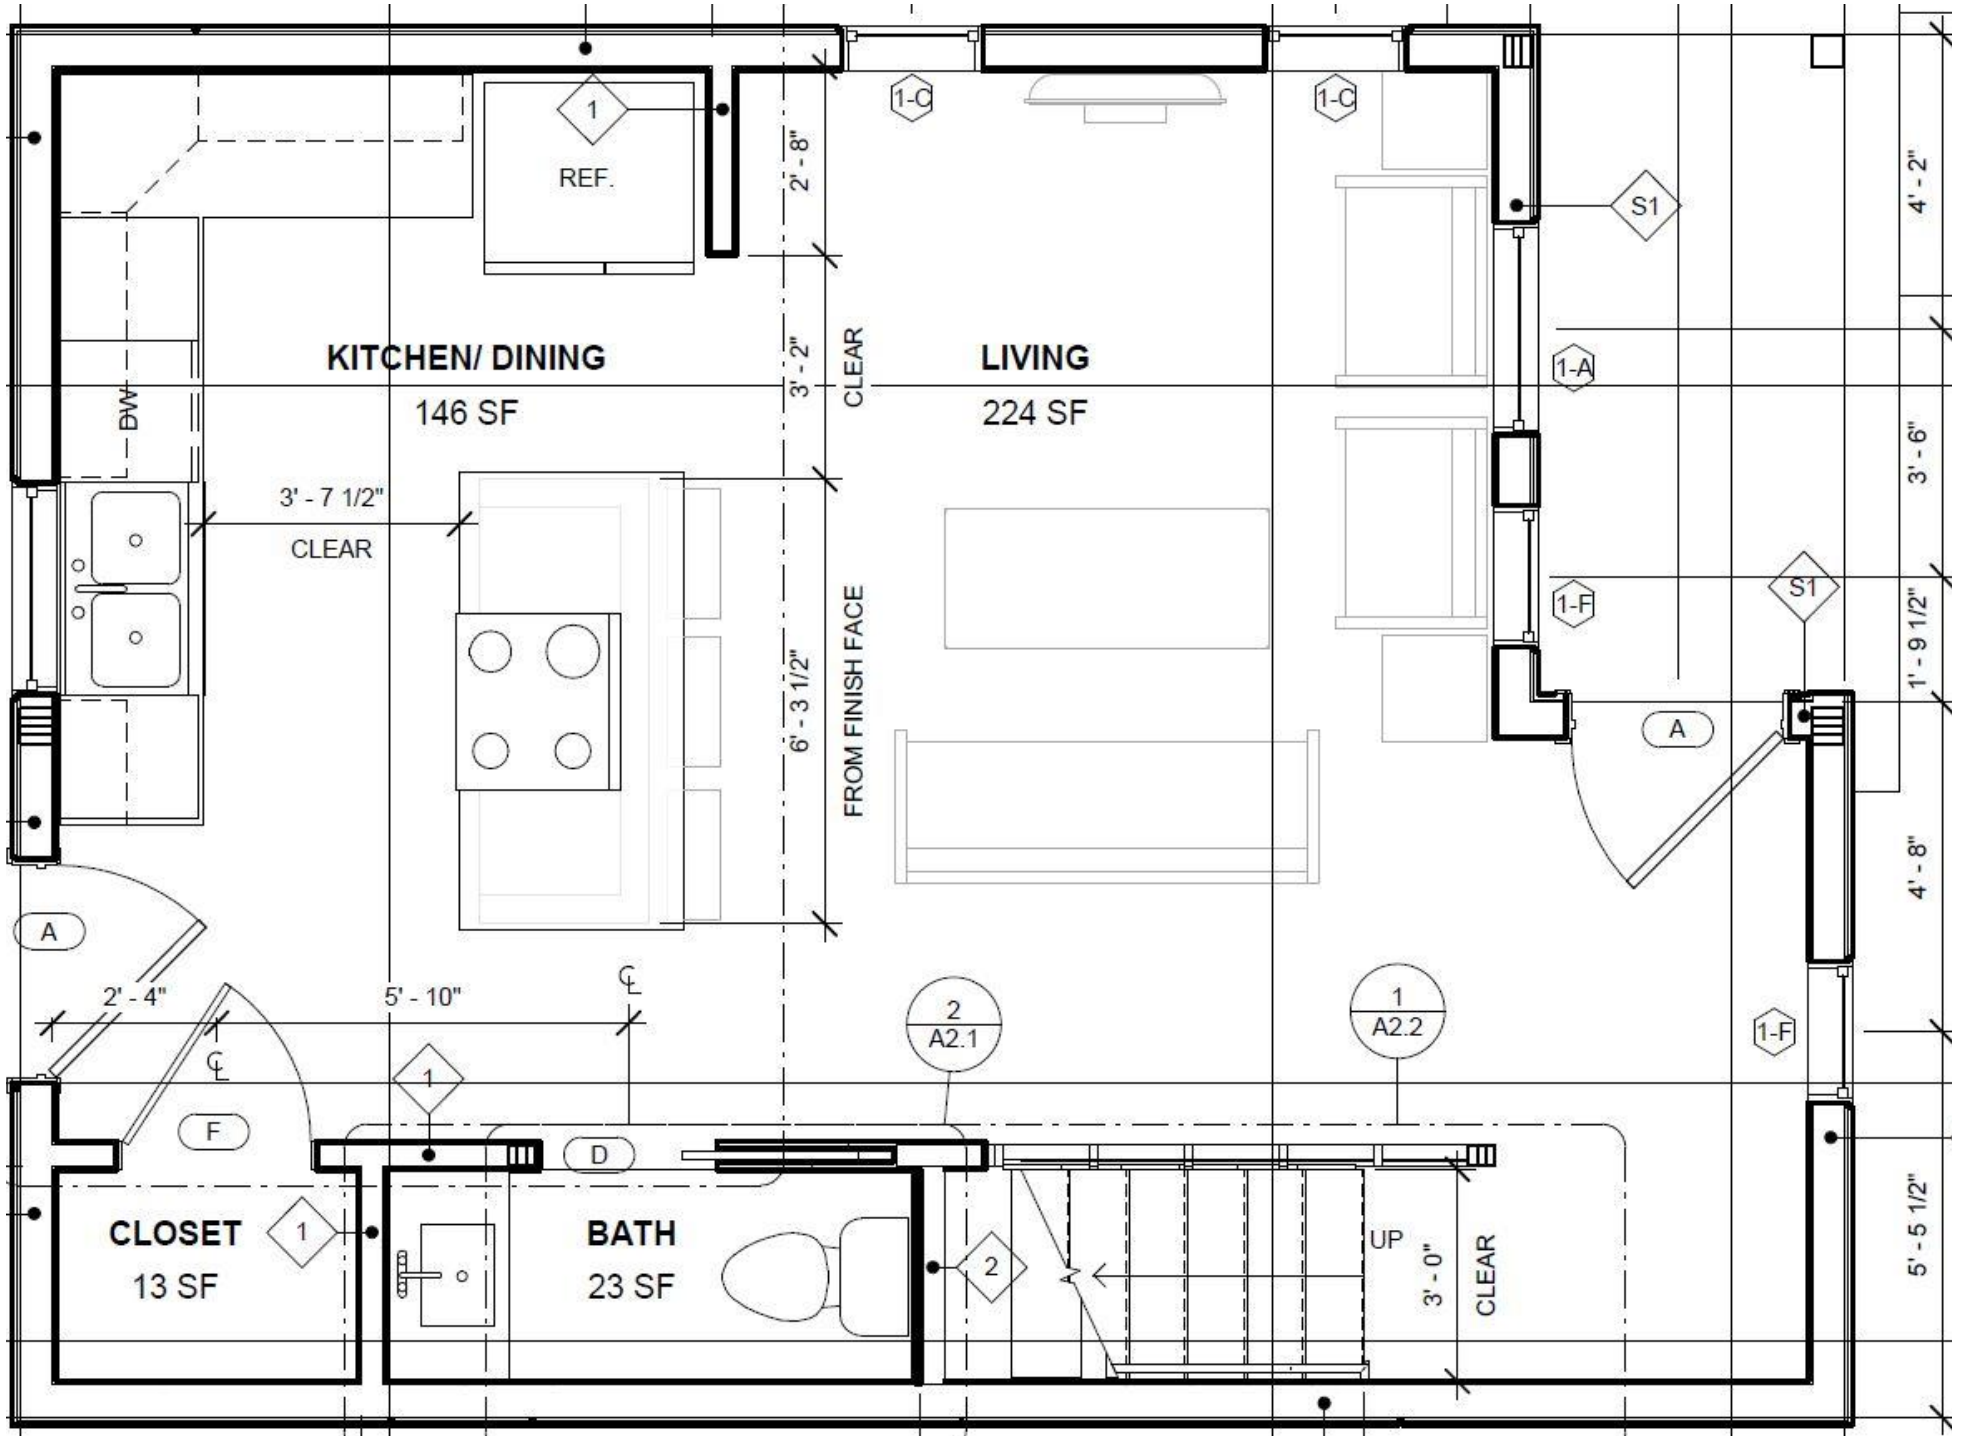 1
1-C
1-C
2' - 8"
4' - 2"
REF.
S1
KITCHEN/ DINING
146 SF
3' - 2"
CLEAR
LIVING
224 SF
1-A
DW
3' - 6"
3' - 7 1/2"
CLEAR
1-F
S1
1' - 9 1/2"
6' - 3 1/2"
FROM FINISH FACE
A
4' - 8"
A
2' - 4"
5' - 10"
CL
CL
2
A2.1
1
A2.2
1-F
1
F
D
CLOSET
13 SF
1
BATH
23 SF
2
UP
3' - 0"
CLEAR
5' - 5 1/2"